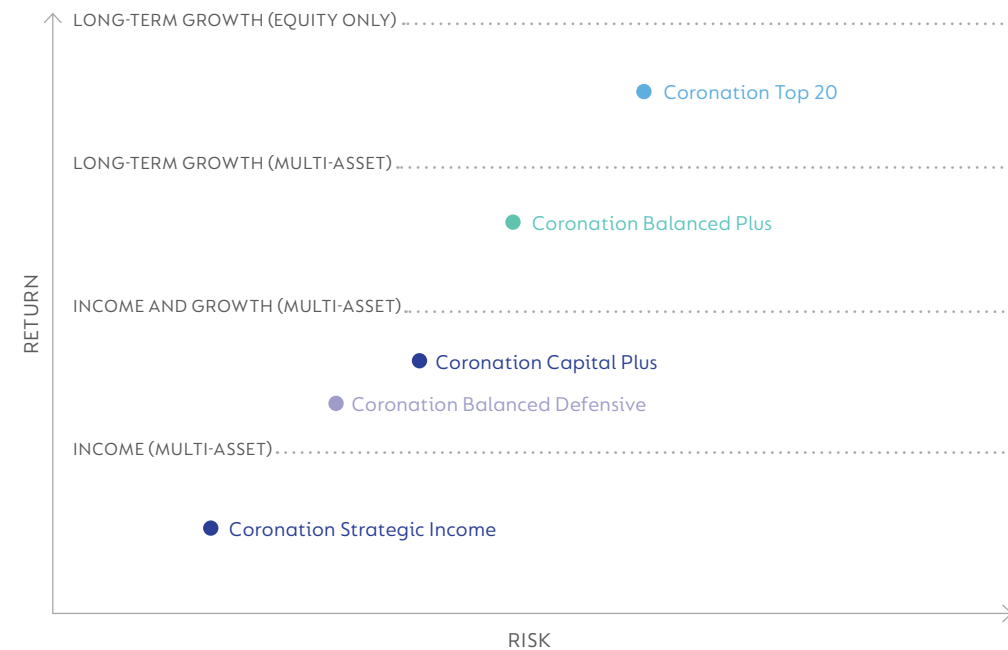 LONG-TERM GROWTH (EQUITY ONLY)
Coronation Top 20
LONG-TERM GROWTH (MULTI-ASSET)
Coronation Balanced Plus
INCOME AND GROWTH (MULTI-ASSET)
RETURN
Coronation Capital Plus
Coronation Balanced Defensive
INCOME (MULTI-ASSET)
Coronation Strategic Income
RISK